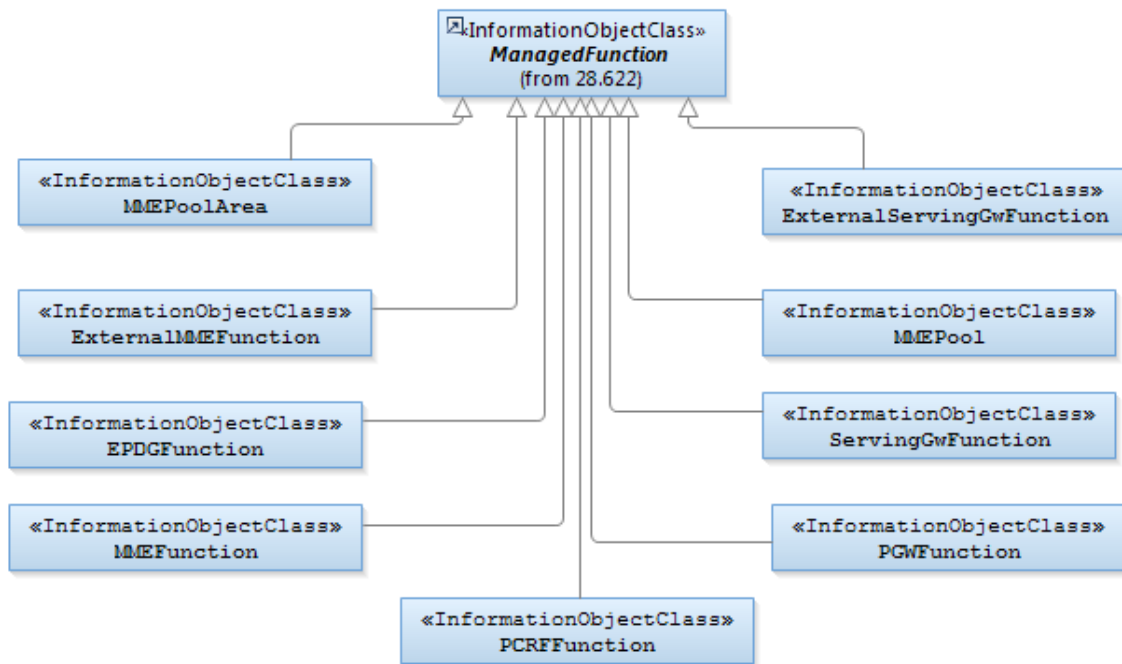 «InformationObjectClass»
ManagedFunction
(from 28.622)
«InformationObjectClass»
MMEPoolArea
«InformationObjectClass»
ExternalServingGwFunction
«InformationObjectClass»
ExternalMMEFunction
«InformationObjectClass»
MMEPool
«InformationObjectClass»
EPDGFunction
«InformationObjectClass»
ServingGwFunction
«InformationObjectClass»
MMEFunction
«InformationObjectClass»
PGWFunction
«InformationObjectClass»
PCRFFunction